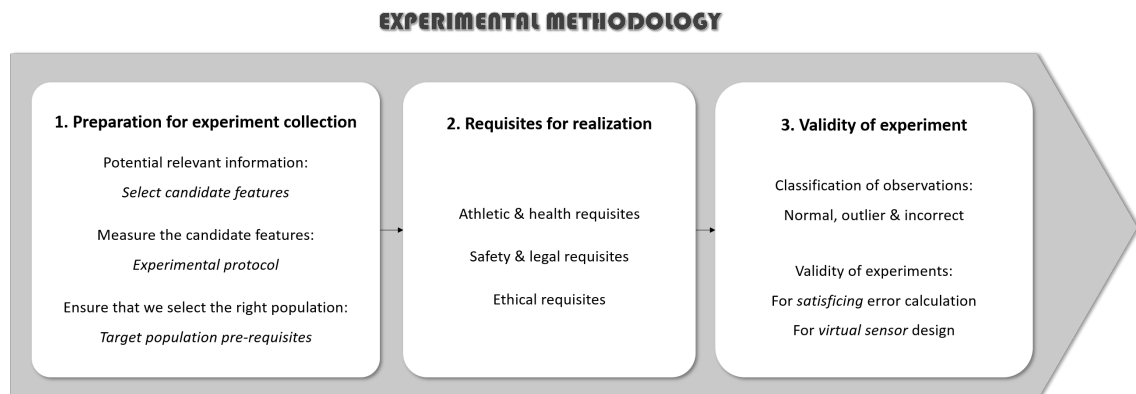 EXPERIMENTAL METHODOLOGY
1. Preparation for experiment collection
Potential relevant information:
Select candidate features
Measure the candidate features:
Experimental protocol
Ensure that we select the right population:
Target population pre-requisites
2. Requisites for realization
Athletic & health requisites
Safety & legal requisites
Ethical requisites
3. Validity of experiment
Classification of observations:
Normal, outlier & incorrect
Validity of experiments:
For satisficing error calculation
For virtual sensor design